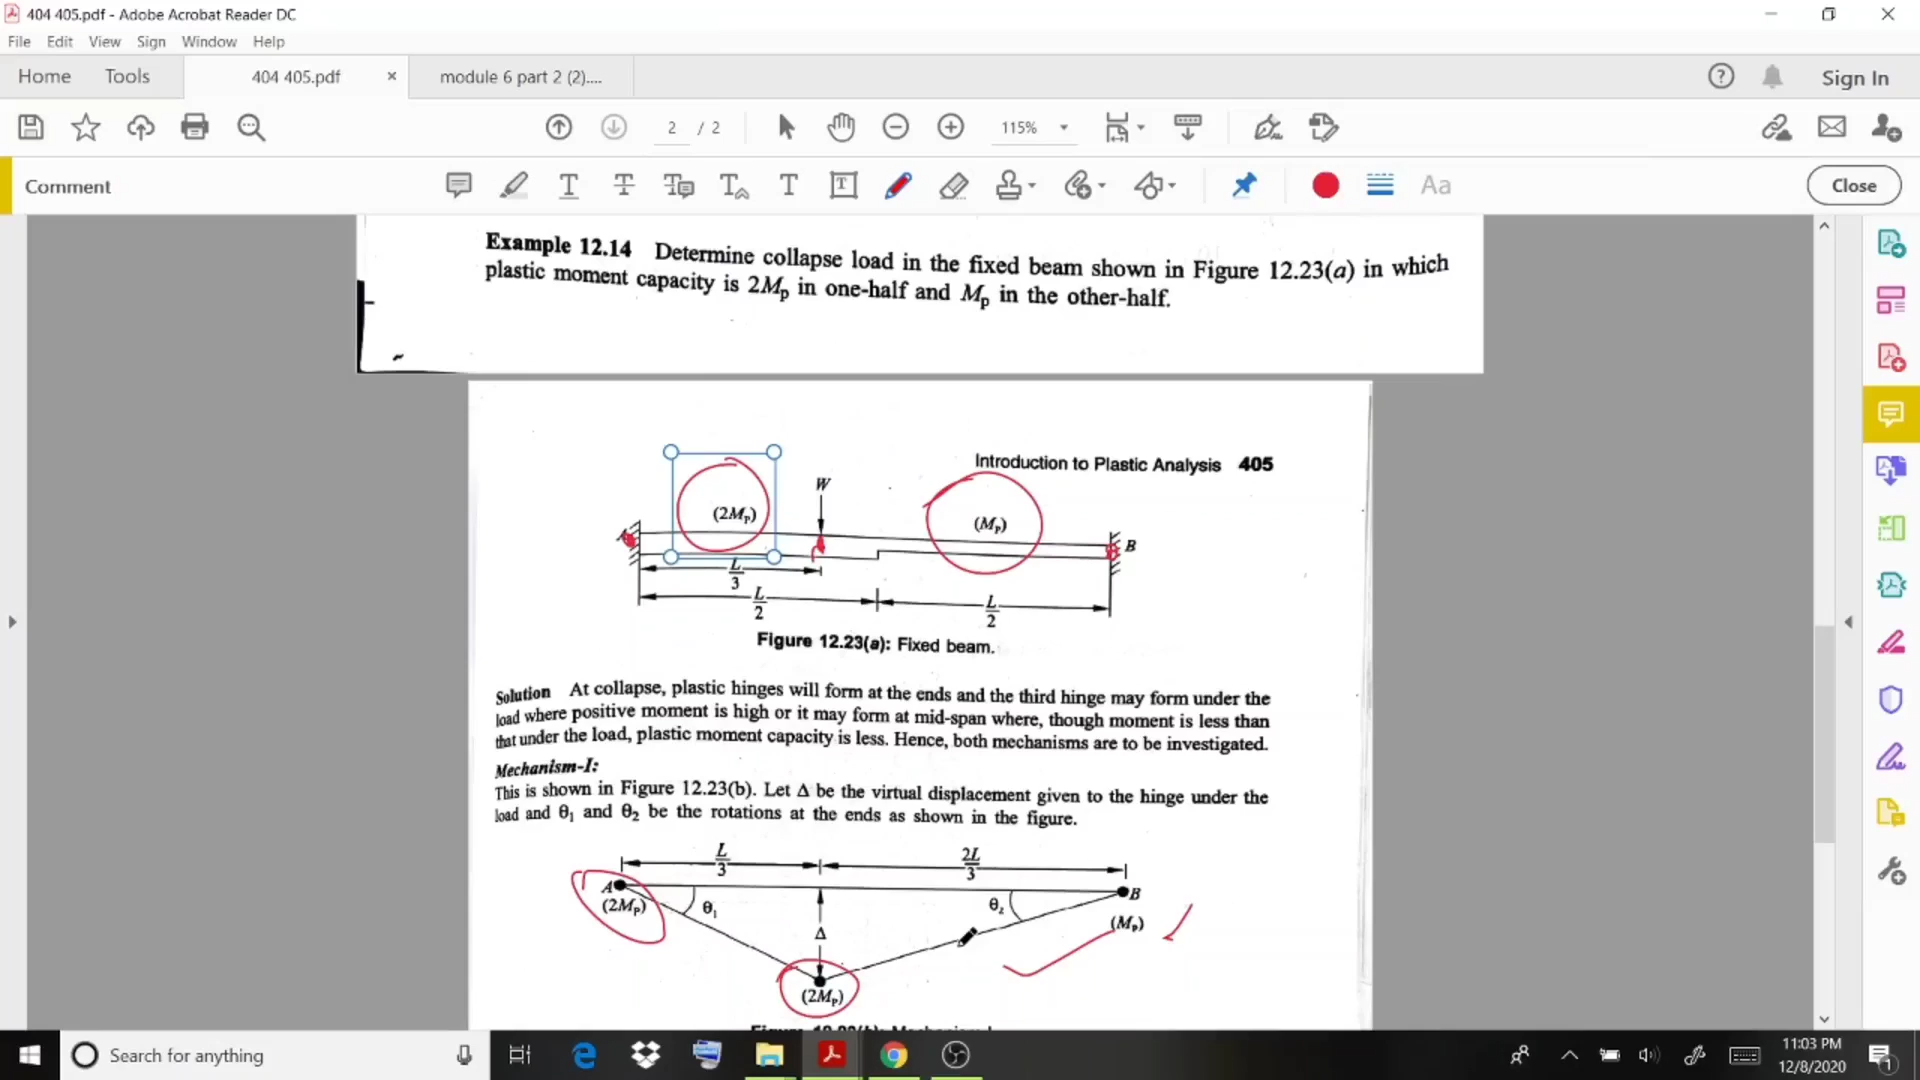 404 405.pdf - Adobe Acrobat Reader DC
File Edit View Sign Window Help
Home Tools 404 405.pdf × module 6 part 2 (2).... Sign In
2 / 2 115%
Comment Close
Example 12.14 Determine collapse load in the fixed beam shown in Figure 12.23(a) in which
plastic moment capacity is 2Mp in one-half and Mp in the other-half.
Introduction to Plastic Analysis 405
W
(2Mp) (Mp)
B
L/3
L/2 L/2
Figure 12.23(a): Fixed beam.
Solution At collapse, plastic hinges will form at the ends and the third hinge may form under the
load where positive moment is high or it may form at mid-span where, though moment is less than
that under the load, plastic moment capacity is less. Hence, both mechanisms are to be investigated.
Mechanism-I:
This is shown in Figure 12.23(b). Let Δ be the virtual displacement given to the hinge under the
load and θ1 and θ2 be the rotations at the ends as shown in the figure.
L/3 2L/3
A B
(2Mp) θ1 θ2 (Mp)
Δ
(2Mp)
Search for anything
11:03 PM
12/8/2020
1